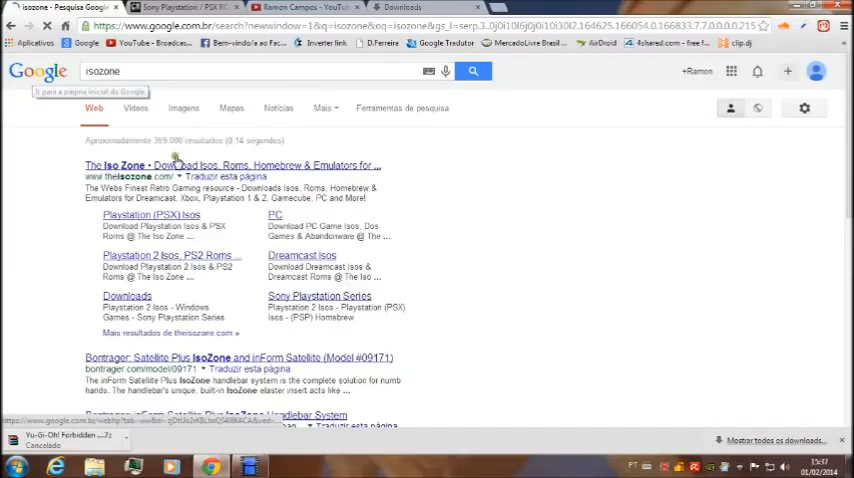 isozone - Pesquisa Google
Sony Playstation / PSX RO
Ramon Campos - YouTu
Downloads
https://www.google.com.br/search?newwindow=1&q=isozone&oq=isozone&gs_l=serp.3..0j0i10l6j0j0i10i30l2.164625.166054.0.166338.7.7.0.0.0.0.215
Aplicativos
Google
YouTube - Broadcas...
Bem-vindo/a ao Fac...
Inverter link
D.Ferreira
Google Tradutor
MercadoLivre Brasil ...
AirDroid
4shared.com - free f...
clip.dj
Google
isozone
+Ramon
Ir para a página inicial do Google
Web
Vídeos
Imagens
Mapas
Notícias
Mais
Ferramentas de pesquisa
Aproximadamente 359.000 resultados (0,14 segundos)
The Iso Zone • Download Isos, Roms, Homebrew & Emulators for ...
www.theisozone.com/ Traduzir esta página
The Webs Finest Retro Gaming resource - Downloads Isos, Roms, Homebrew &
Emulators for Dreamcast, Xbox, Playstation 1 & 2, Gamecube, PC and More!
Playstation (PSX) Isos
Download Playstation Isos & PSX
Roms @ The Iso Zone ...
PC
Download PC Game Isos, Dos
Games & Abandonware @ The ...
Playstation 2 Isos, PS2 Roms ...
Download Playstation 2 Isos & PS2
Isos @ The Iso Zone ...
Dreamcast Isos
Download Dreamcast Isos &
Dreamcast Roms @ The Iso Zone ...
Downloads
Playstation 2 Isos - Windows
Games - Sony Playstation ...
Sony Playstation Series
Playstation 2 Isos - Playstation (PSX)
Isos - (PSP) Homebrew
Mais resultados de theisozone.com »
Bontrager: Satellite Plus IsoZone and inForm Satellite (Model #09171)
bontrager.com/model/09171 Traduzir esta página
The inForm Satellite Plus IsoZone handlebar system is the complete solution for numb
hands. The handlebar's unique, built-in IsoZone elaster insert acts like ...
Bontrager: Satellite Plus IsoZone Handlebar System
Traduzir esta página
Yu-Gi-Oh! Forbidden ....7z
Cancelado
Mostrar todos os downloads...
PT
15:37
01/02/2014